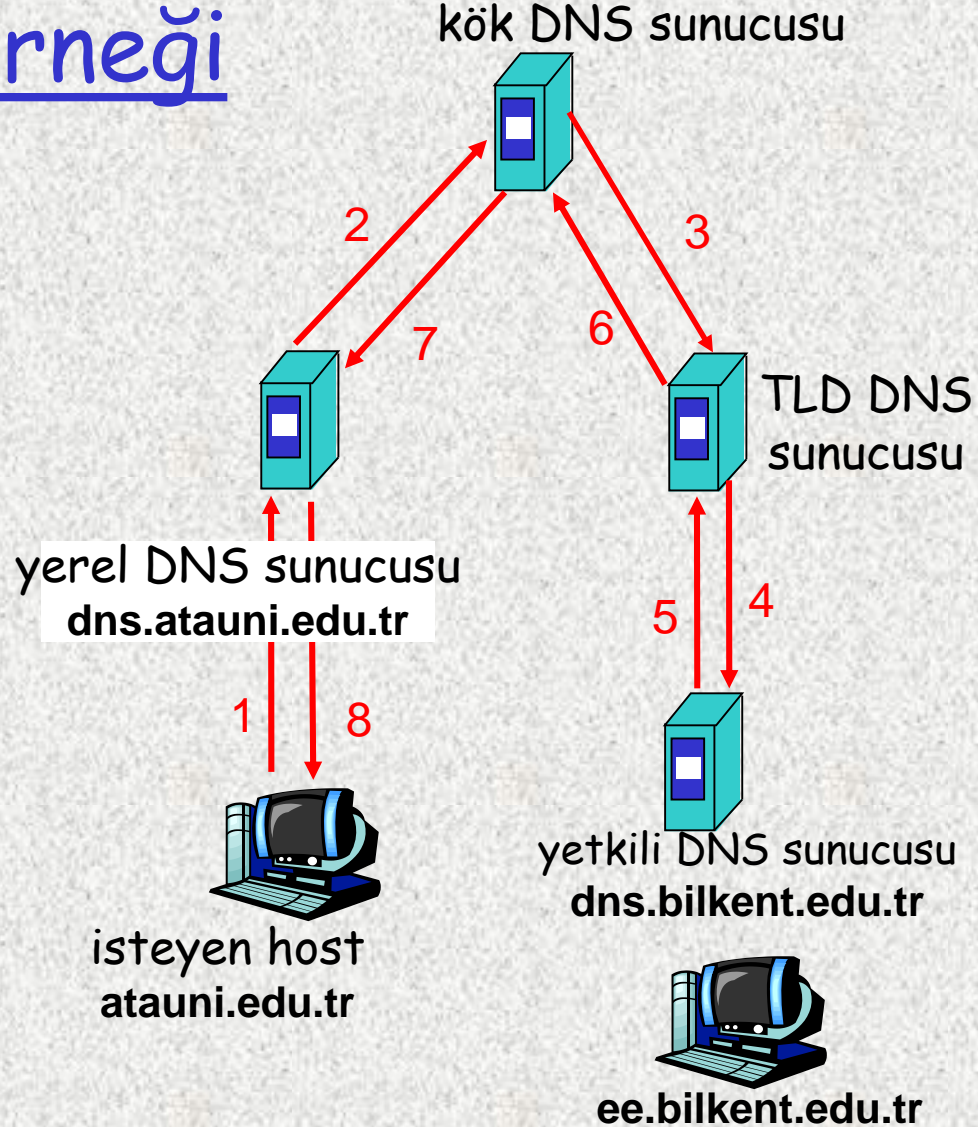 rneği
kök DNS sunucusu
2
3
7
6
TLD DNS
sunucusu
yerel DNS sunucusu
dns.atauni.edu.tr
5
4
1
8
yetkili DNS sunucusu
dns.bilkent.edu.tr
isteyen host
atauni.edu.tr
ee.bilkent.edu.tr